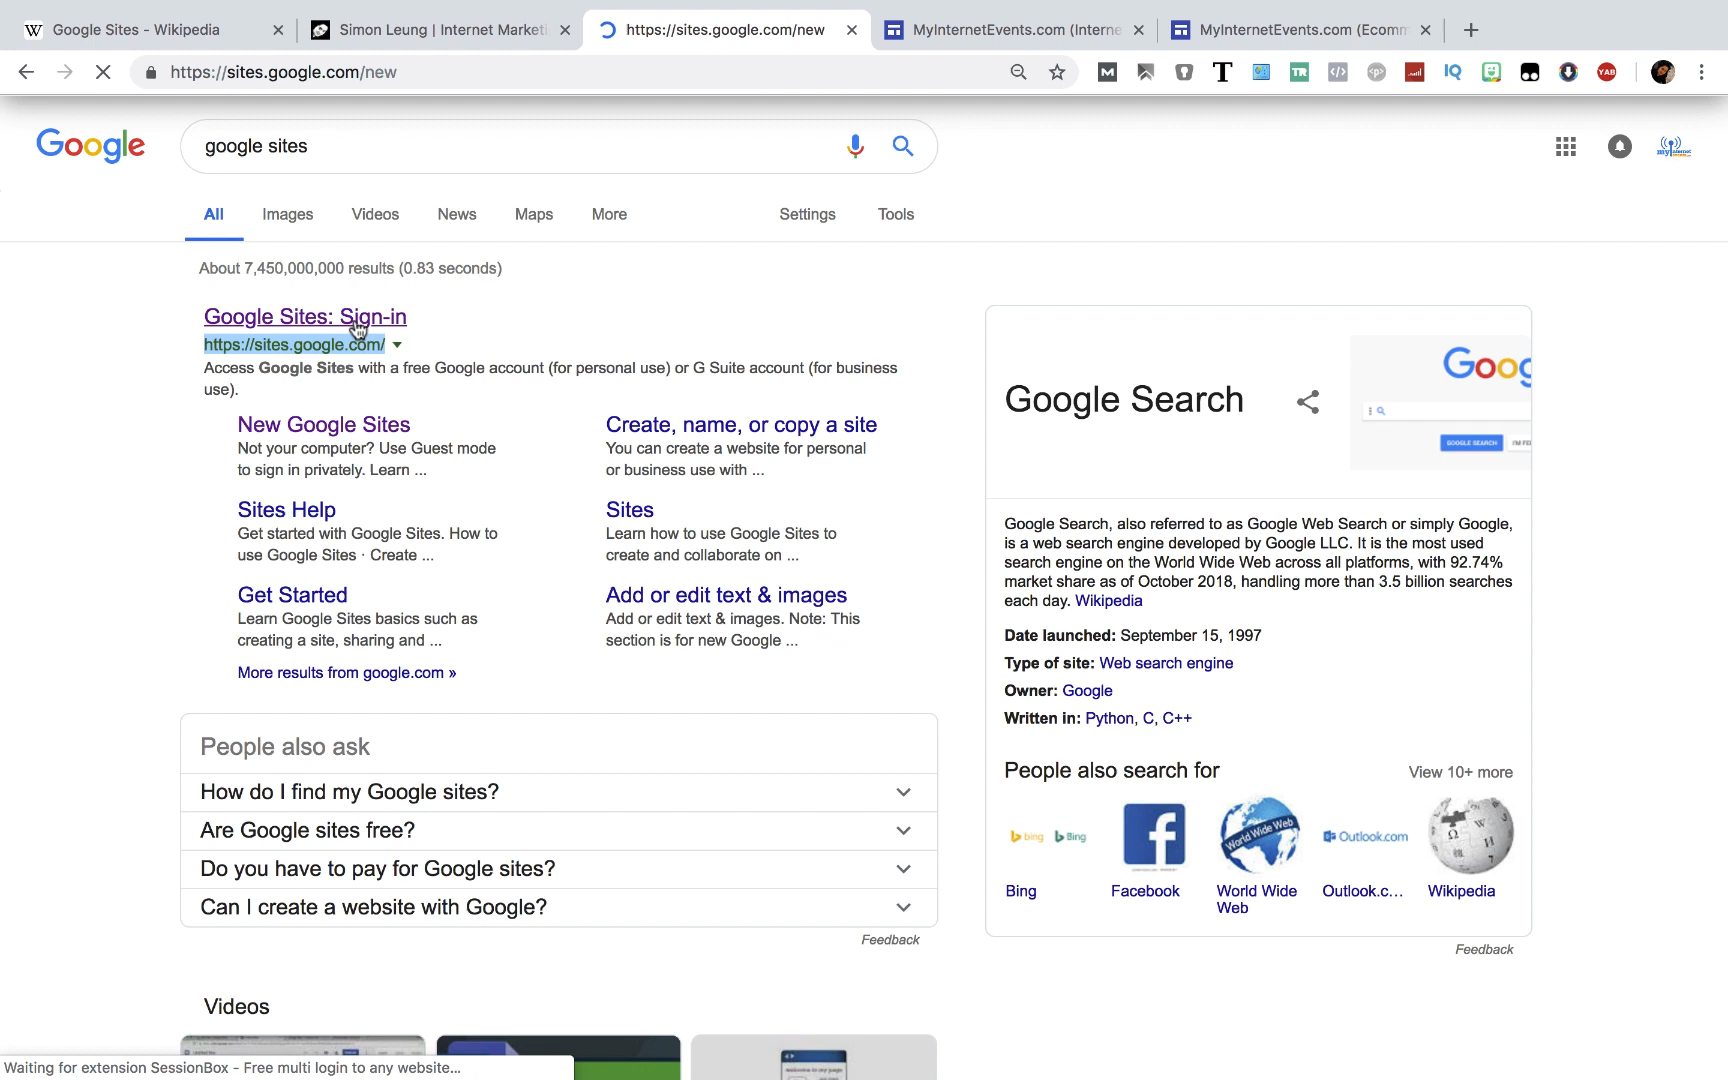 Google Sites - Wikipedia
Simon Leung | Internet Marketi
https://sites.google.com/new
MyInternetEvents.com (Interne
MyInternetEvents.com (Ecomm
https://sites.google.com/new
Google
google sites
All
Images
Videos
News
Maps
More
Settings
Tools
About 7,450,000,000 results (0.83 seconds)
Google Sites: Sign-in
https://sites.google.com/
Access Google Sites with a free Google account (for personal use) or G Suite account (for business
use).
New Google Sites
Not your computer? Use Guest mode
to sign in privately. Learn ...
Create, name, or copy a site
You can create a website for personal
or business use with ...
Sites Help
Get started with Google Sites. How to
use Google Sites · Create ...
Sites
Learn how to use Google Sites to
create and collaborate on ...
Get Started
Learn Google Sites basics such as
creating a site, sharing and ...
Add or edit text & images
Add or edit text & images. Note: This
section is for new Google ...
More results from google.com »
People also ask
How do I find my Google sites?
Are Google sites free?
Do you have to pay for Google sites?
Can I create a website with Google?
Feedback
Videos
Google Search
Goog
GOOGLE SEARCH
I'M FE
Google Search, also referred to as Google Web Search or simply Google,
is a web search engine developed by Google LLC. It is the most used
search engine on the World Wide Web across all platforms, with 92.74%
market share as of October 2018, handling more than 3.5 billion searches
each day. Wikipedia
Date launched: September 15, 1997
Type of site: Web search engine
Owner: Google
Written in: Python, C, C++
People also search for
View 10+ more
bing Bing
World Wide Web
Outlook.com
Bing
Facebook
World Wide
Web
Outlook.c...
Wikipedia
Feedback
Waiting for extension SessionBox - Free multi login to any website...